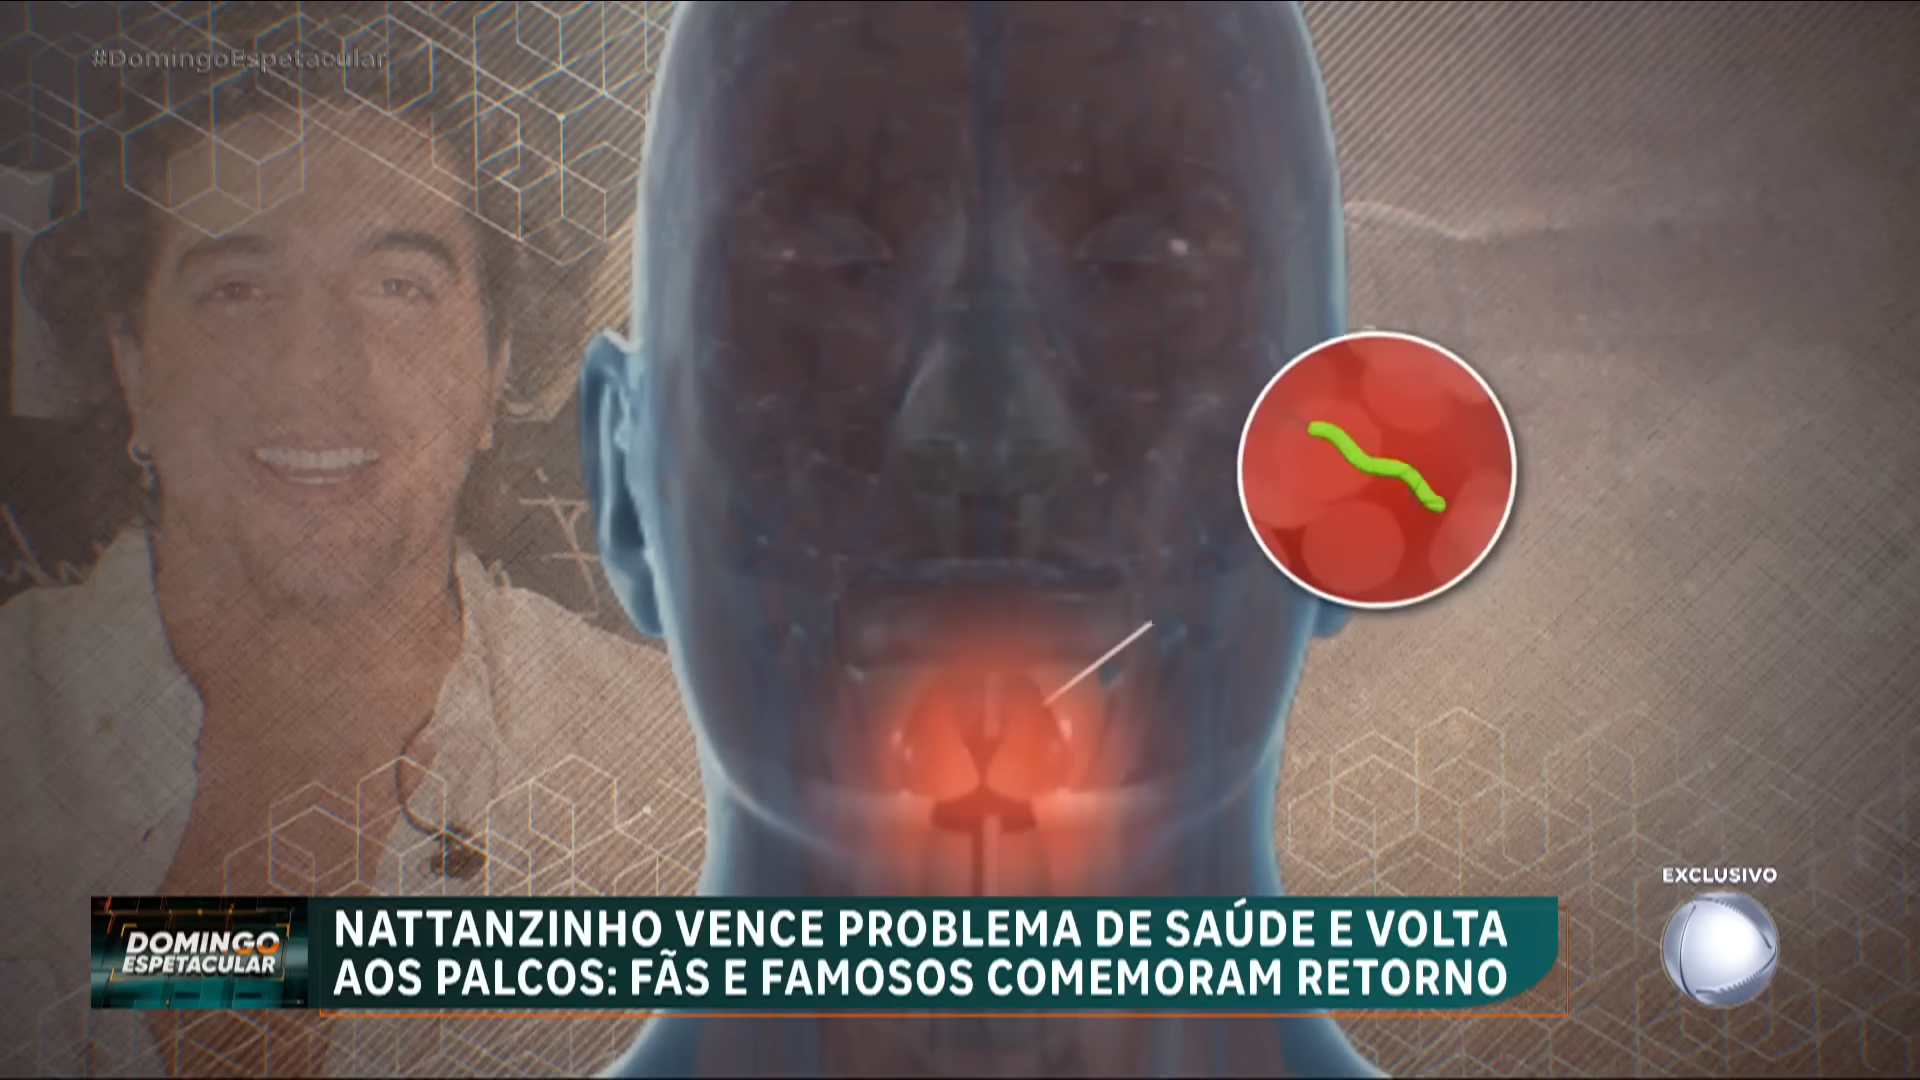 #DomingoEspetacular
EXCLUSIVO
DOMINGO
ESPETACULAR
NATTANZINHO VENCE PROBLEMA DE SAÚDE E VOLTA
AOS PALCOS: FÃS E FAMOSOS COMEMORAM RETORNO